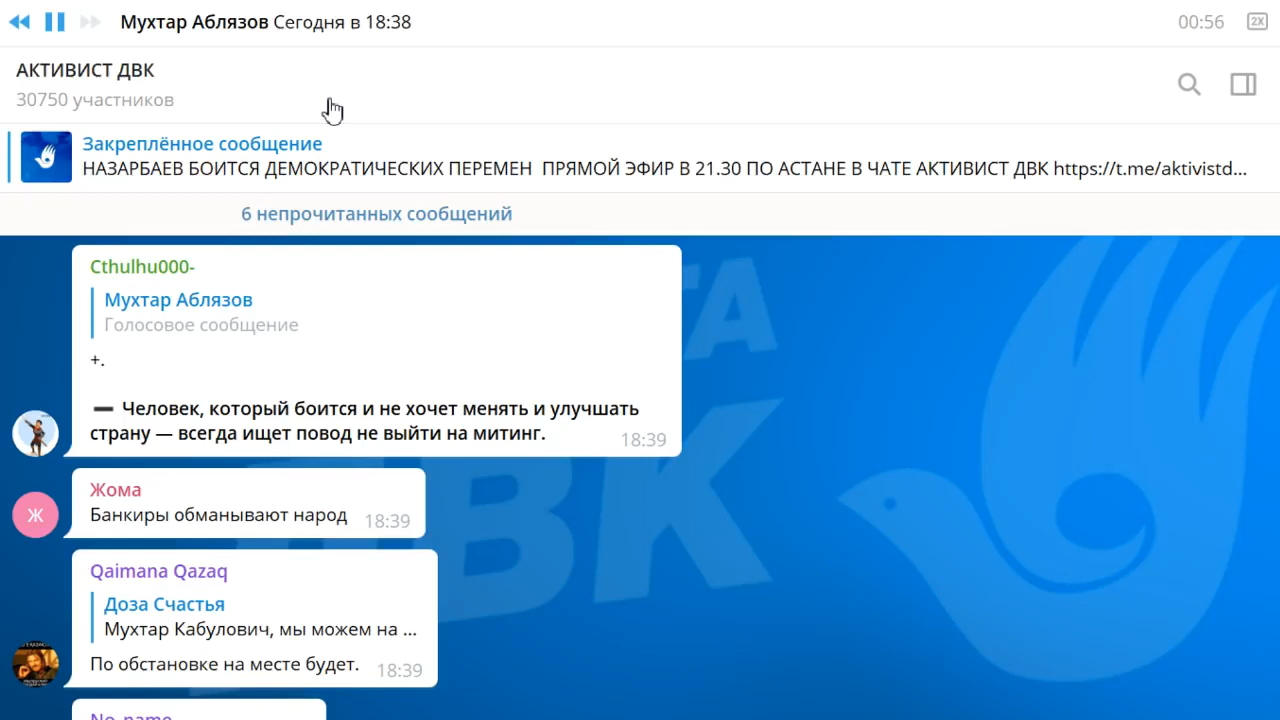 Мухтар Аблязов Сегодня в 18:38
00:56
2X
АКТИВИСТ ДВК
30750 участников
Закреплённое сообщение
НАЗАРБАЕВ БОИТСЯ ДЕМОКРАТИЧЕСКИХ ПЕРЕМЕН ПРЯМОЙ ЭФИР В 21.30 ПО АСТАНЕ В ЧАТЕ АКТИВИСТ ДВК https://t.me/aktivistd...
6 непрочитанных сообщений
Cthulhu000-
Мухтар Аблязов
Голосовое сообщение
+.
➖ Человек, который боится и не хочет менять и улучшать
страну — всегда ищет повод не выйти на митинг.
18:39
Ж
Жома
Банкиры обманывают народ
18:39
Qaimana Qazaq
Доза Счастья
Мухтар Кабулович, мы можем на ...
По обстановке на месте будет.
18:39
No-name
ДВК